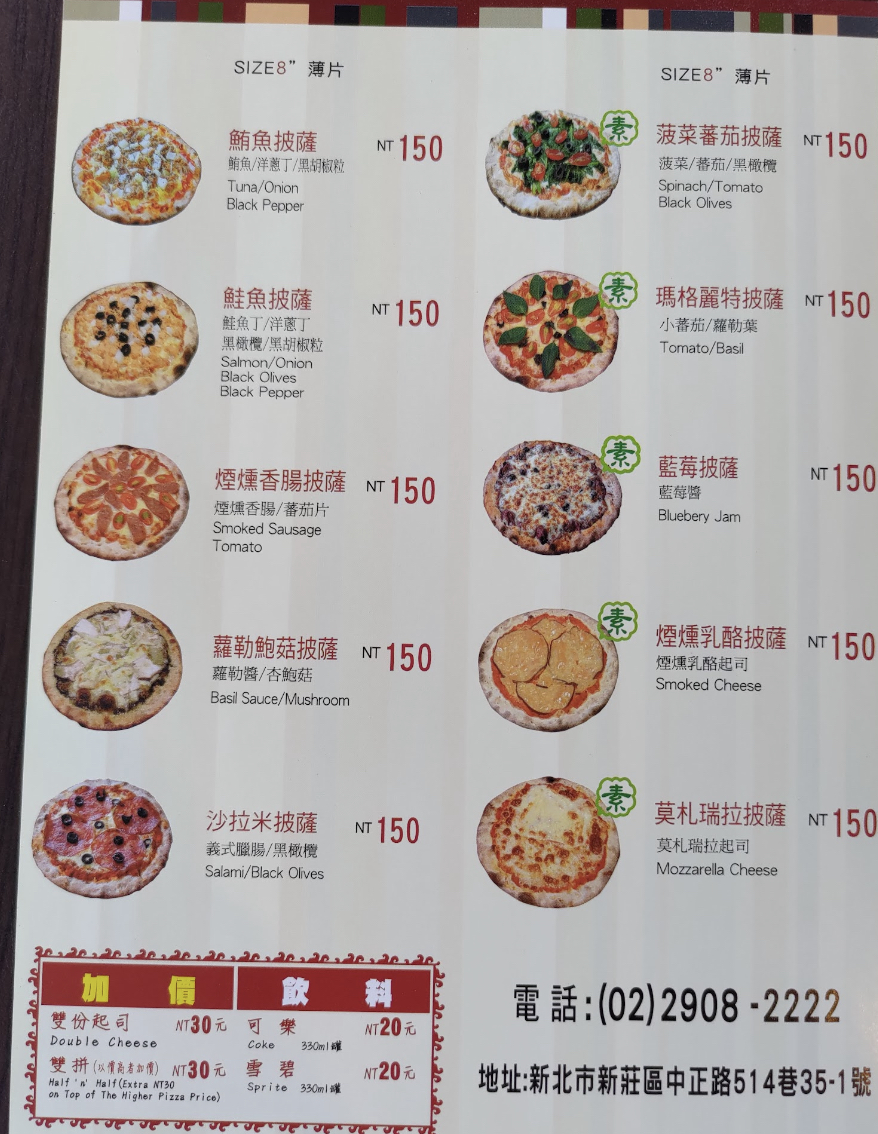 SIZE8” 薄片
鮪魚披薩
NT 150
鮪魚/洋蔥丁/黑胡椒粒
Tuna/Onion
Black Pepper
鮭魚披薩
NT 150
鮭魚丁/洋蔥丁
黑橄欖/黑胡椒粒
Salmon/Onion
Black Olives
Black Pepper
煙燻香腸披薩
NT 150
煙燻香腸/蕃茄片
Smoked Sausage
Tomato
蘿勒鮑菇披薩
NT 150
蘿勒醬/杏鮑菇
Basil Sauce/Mushroom
沙拉米披薩
NT 150
義式臘腸/黑橄欖
Salami/Black Olives
SIZE8” 薄片
素
菠菜蕃茄披薩
NT 150
菠菜/蕃茄/黑橄欖
Spinach/Tomato
Black Olives
素
瑪格麗特披薩
NT 150
小蕃茄/蘿勒葉
Tomato/Basil
素
藍莓披薩
NT 150
藍莓醬
Bluebery Jam
素
煙燻乳酪披薩
NT 150
煙燻乳酪起司
Smoked Cheese
素
莫札瑞拉披薩
NT 150
莫札瑞拉起司
Mozzarella Cheese
加價
雙份起司 NT30元
Double Cheese
雙拼(以價高者加價) NT30元
Half 'n' Half(Extra NT30
on Top of The Higher Pizza Price)
飲料
可樂 NT20元
Coke 330ml罐
雪碧 NT20元
Sprite 330ml罐
電話:(02)2908-2222
地址:新北市新莊區中正路514巷35-1號